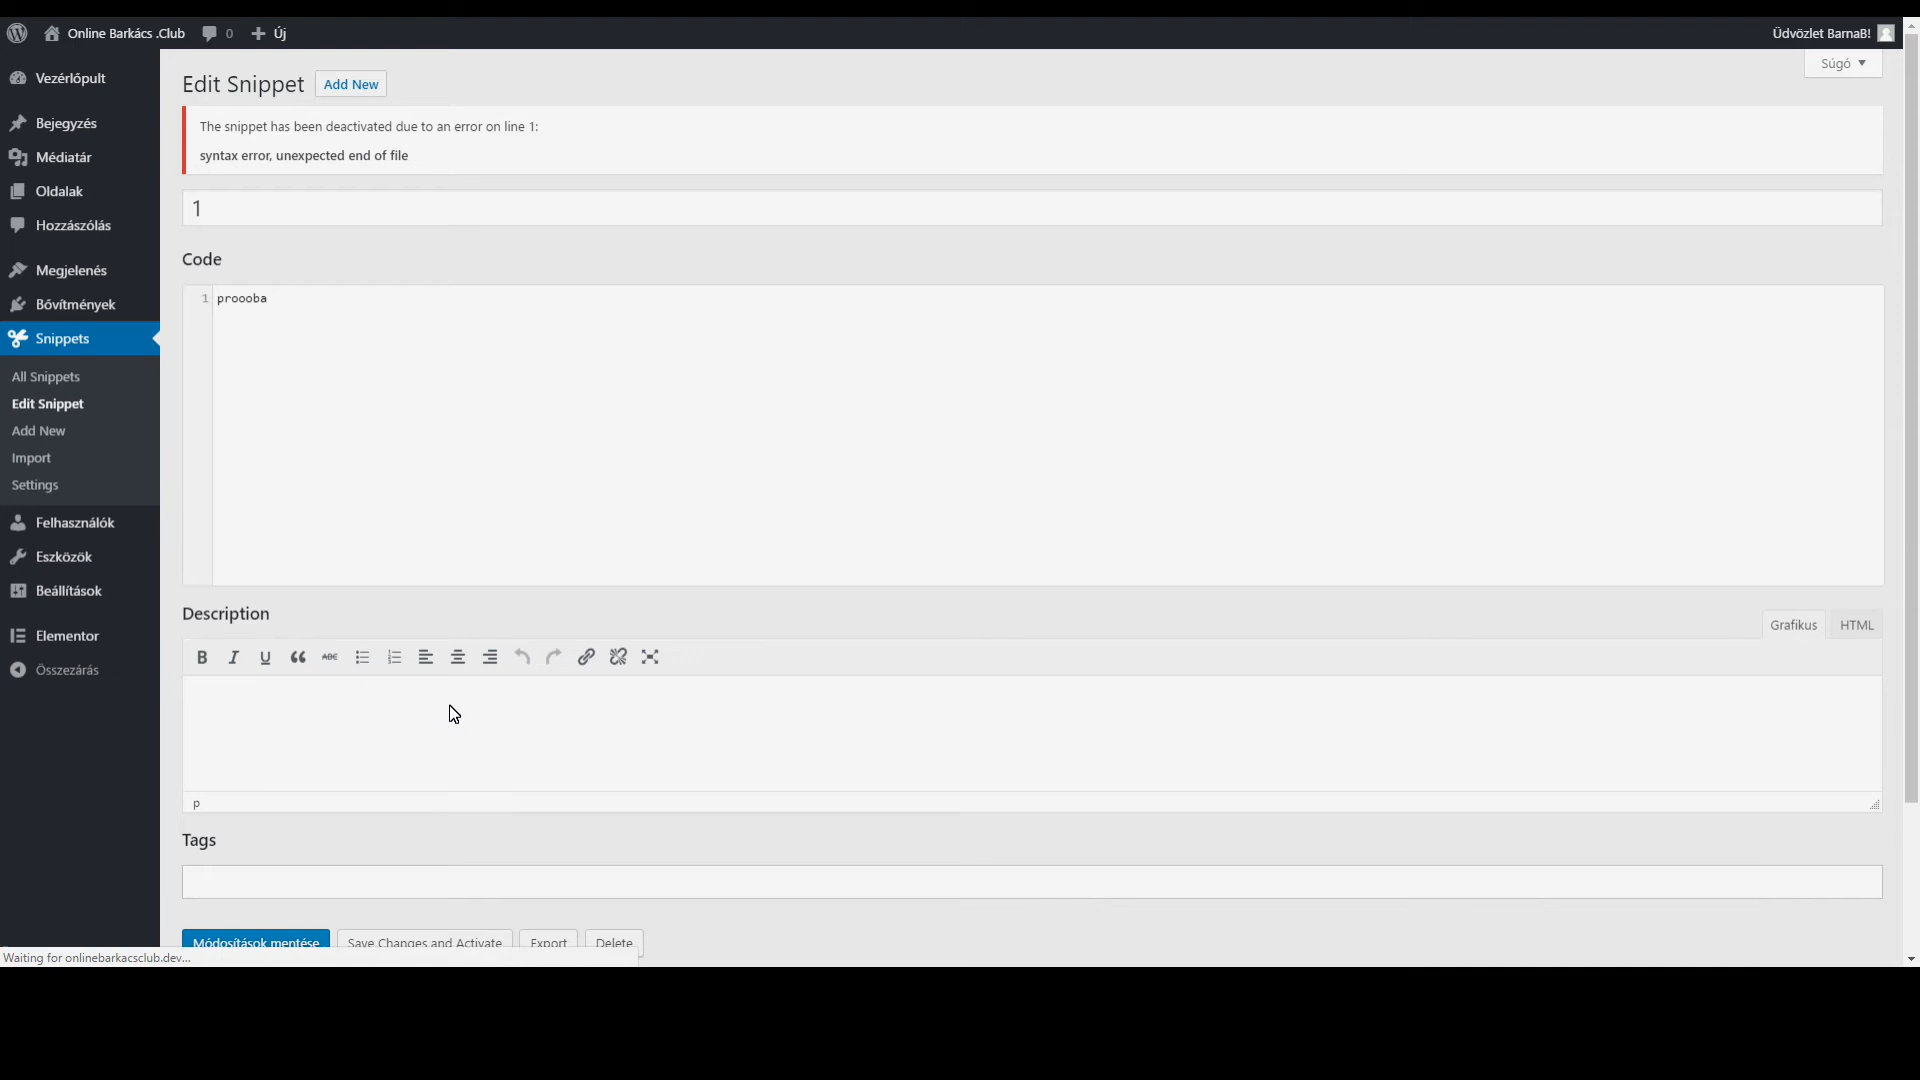 Online Barkács .Club 0 Új Üdvözlet BarnaB!
Súgó
Vezérlőpult
Bejegyzés
Médiatár
Oldalak
Hozzászólás
Megjelenés
Bővítmények
Snippets
All Snippets
Edit Snippet
Add New
Import
Settings
Felhasználók
Eszközök
Beállítások
Elementor
Összezárás
Edit Snippet Add New
The snippet has been deactivated due to an error on line 1:
syntax error, unexpected end of file
1
Code
1 proooba
Description
Grafikus HTML
B I U ABC
p
Tags
Módosítások mentése Save Changes and Activate Export Delete
Waiting for onlinebarkacsclub.dev...